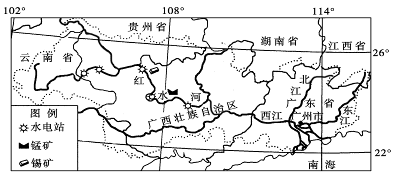 102°
108°
114°
贵州省
湖南省
江西省
26°
云南省
红
水
河
北
江
广东省
广州市
东
江
西江
广西壮族自治区
南海
22°
图例
水电站
锰矿
锡矿